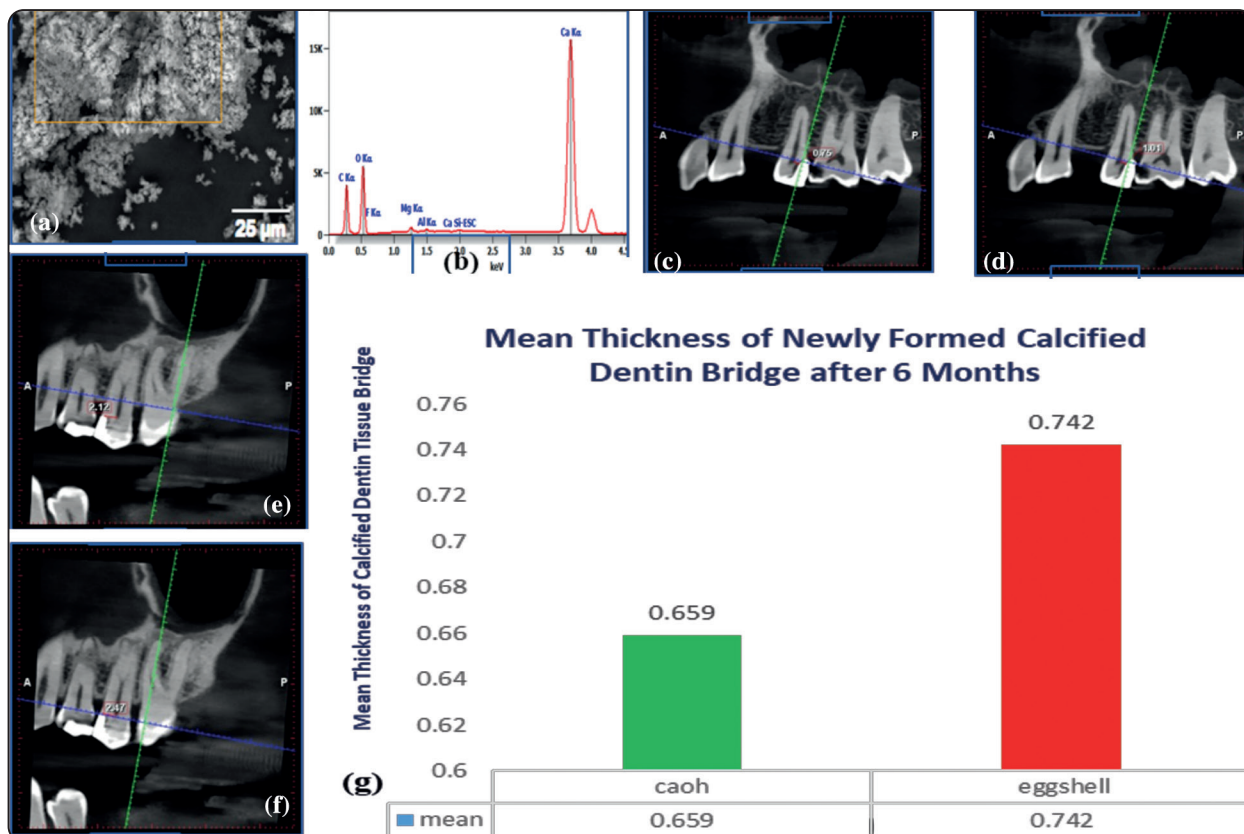 (a)
25 µm
15K
10K
5K
0
C Kα
O Kα
F Kα
Mg Kα
Al Kα
Ca Si-ESC
Ca Kα
0.0 0.5 1.0 1.5 2.0 2.5 3.0 3.5 4.0 4.5
keV
(b)
A
P
0.75
(c)
A
P
1.01
(d)
A
P
2.12
(e)
A
P
2.47
(f)
Mean Thickness of Newly Formed Calcified
Dentin Bridge after 6 Months
Mean Thickness of Calcified Dentin Tissue Bridge
0.76
0.74
0.72
0.7
0.68
0.66
0.64
0.62
0.6
0.659
0.742
(g)
caoh eggshell
mean 0.659 0.742